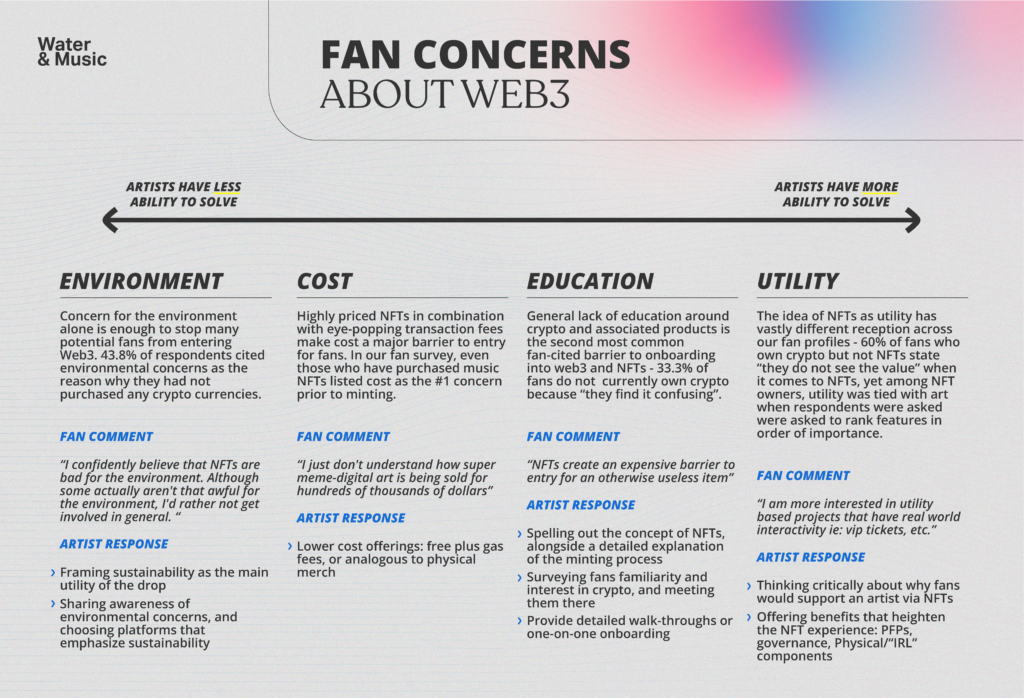 Water
& Music
FAN CONCERNS
ABOUT WEB3
ARTISTS HAVE LESS
ABILITY TO SOLVE
ARTISTS HAVE MORE
ABILITY TO SOLVE
ENVIRONMENT
Concern for the environment
alone is enough to stop many
potential fans from entering
Web3. 43.8% of respondents cited
environmental concerns as the
reason why they had not
purchased any crypto currencies.
FAN COMMENT
"I confidently believe that NFTs are
bad for the environment. Although
some actually aren't that awful for
the environment, I'd rather not get
involved in general. "
ARTIST RESPONSE
› Framing sustainability as the main
utility of the drop
› Sharing awareness of
environmental concerns, and
choosing platforms that
emphasize sustainability
COST
Highly priced NFTs in combination
with eye-popping transaction fees
make cost a major barrier to entry
for fans. In our fan survey, even
those who have purchased music
NFTs listed cost as the #1 concern
prior to minting.
FAN COMMENT
"I just don't understand how super
meme-digital art is being sold for
hundreds of thousands of dollars"
ARTIST RESPONSE
› Lower cost offerings: free plus gas
fees, or analogous to physical
merch
EDUCATION
General lack of education around
crypto and associated products is
the second most common
fan-cited barrier to onboarding
into web3 and NFTs - 33.3% of
fans do not currently own crypto
because "they find it confusing".
FAN COMMENT
"NFTs create an expensive barrier to
entry for an otherwise useless item"
ARTIST RESPONSE
› Spelling out the concept of NFTs,
alongside a detailed explanation
of the minting process
› Surveying fans familiarity and
interest in crypto, and meeting
them there
› Provide detailed walk-throughs or
one-on-one onboarding
UTILITY
The idea of NFTs as utility has
vastly different reception across
our fan profiles - 60% of fans who
own crypto but not NFTs state
"they do not see the value" when
it comes to NFTs, yet among NFT
owners, utility was tied with art
when respondents were asked
were asked to rank features in
order of importance.
FAN COMMENT
"I am more interested in utility
based projects that have real world
interactivity ie: vip tickets, etc."
ARTIST RESPONSE
› Thinking critically about why fans
would support an artist via NFTs
› Offering benefits that heighten
the NFT experience: PFPs,
governance, Physical/"IRL"
components